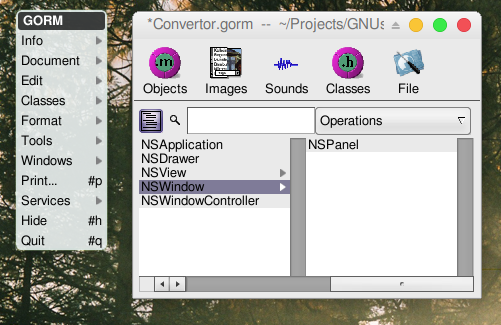 GORM
Info
Document
Edit
Classes
Format
Tools
Windows
Print... #p
Services
Hide #h
Quit #q
*Convertor.gorm -- ~/Projects/GNUs
Objects Images Sounds Classes File
Operations
NSApplication
NSDrawer
NSView
NSWindow
NSWindowController
NSPanel